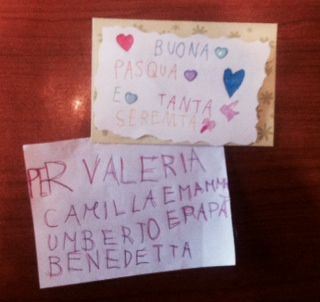 BUONA
PASQUA
E TANTA
SERENITÀ
PER VALERIA
CAMILLA E MAMMA
UMBERTO E PAPÀ
BENEDETTA